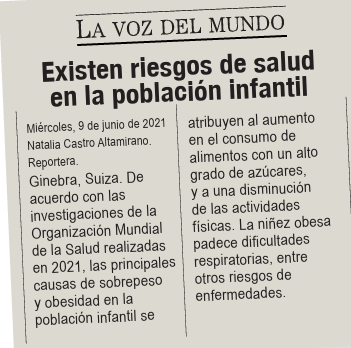 LA VOZ DEL MUNDO
Existen riesgos de salud
en la población infantil
Miércoles, 9 de junio de 2021
Natalia Castro Altamirano.
Reportera.
Ginebra, Suiza. De
acuerdo con las
investigaciones de la
Organización Mundial
de la Salud realizadas
en 2021, las principales
causas de sobrepeso
y obesidad en la
población infantil se
atribuyen al aumento
en el consumo de
alimentos con un alto
grado de azúcares,
y a una disminución
de las actividades
físicas. La niñez obesa
padece dificultades
respiratorias, entre
otros riesgos de
enfermedades.